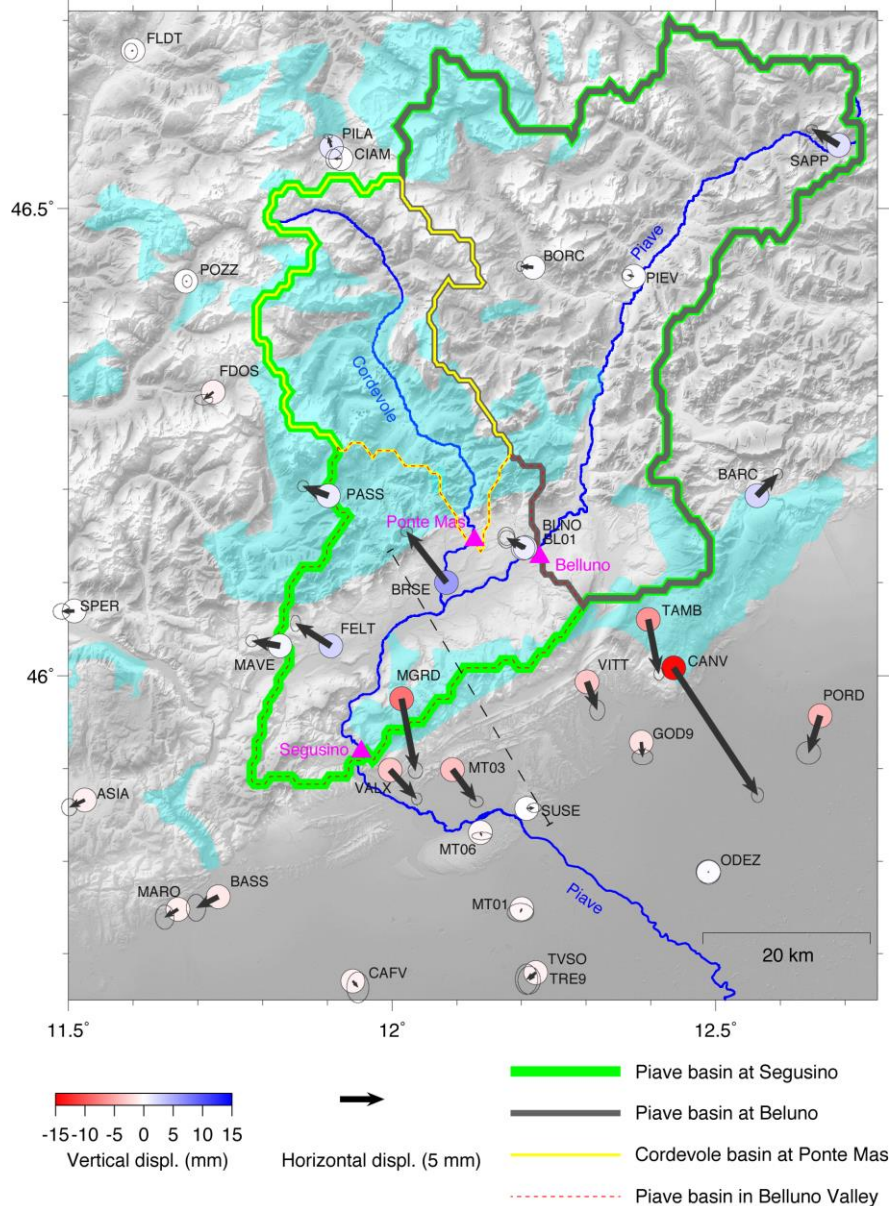 FLDT
PILA
CIAM
SAPP
46.5°
Piave
BORC
POZZ
PIEV
FDOS
Cordevole
BARC
PASS
Ponte Mas
BLNO
BL01
Belluno
BRSE
SPER
TAMB
FELT
MAVE
CANV
46°
MGRD
VITT
PORD
GOD9
Segusino
VALX
MT03
ASIA
SUSE
MT06
ODEZ
BASS
MARO
MT01
Piave
20 km
TVSO
CAFV
TRE9
11.5°
12°
12.5°
Piave basin at Segusino
Piave basin at Beluno
-15 -10 -5 0 5 10 15
Vertical displ. (mm)
Horizontal displ. (5 mm)
Cordevole basin at Ponte Mas
Piave basin in Belluno Valley